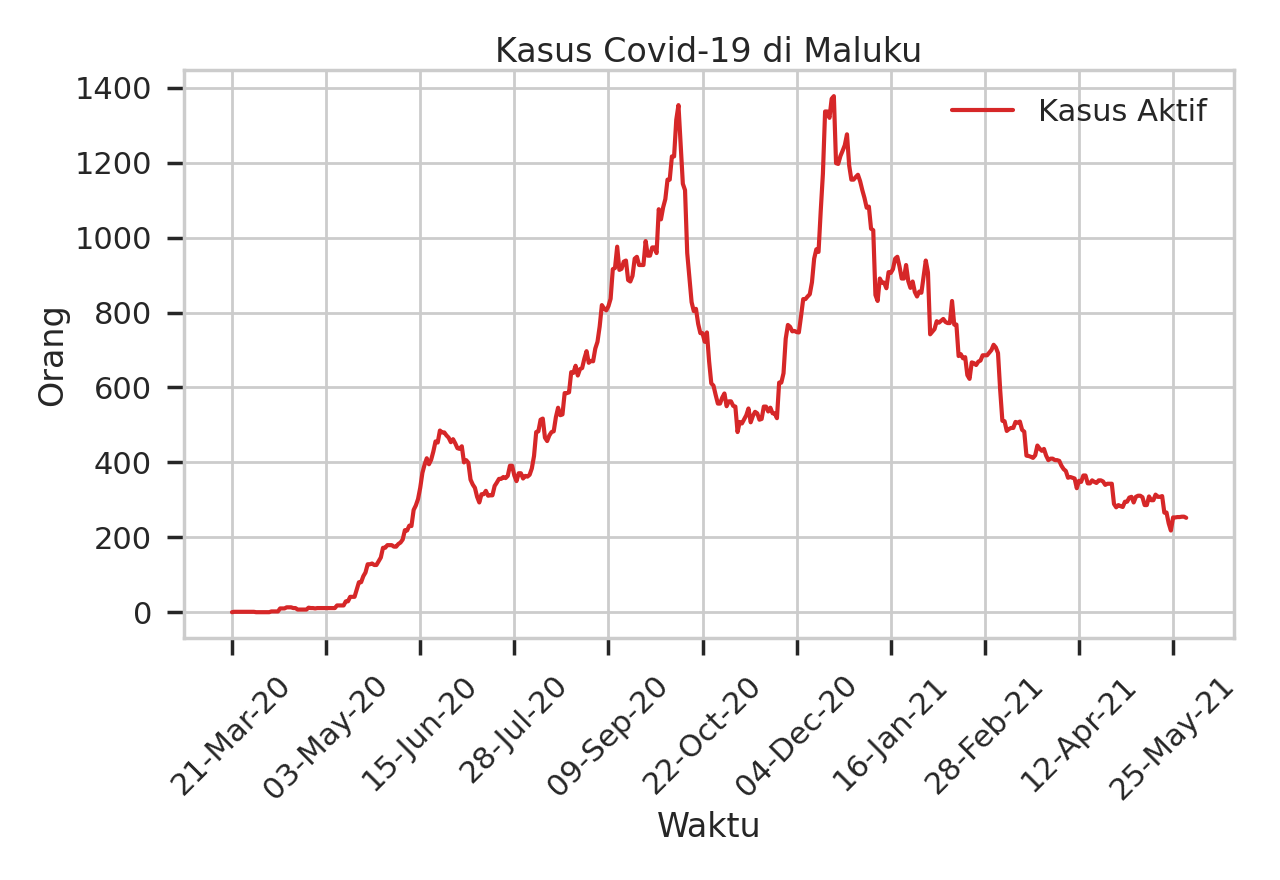 Kasus Covid-19 di Maluku
Kasus Aktif
1400
1200
1000
800
600
400
200
0
Orang
21-Mar-20
03-May-20
15-Jun-20
28-Jul-20
09-Sep-20
22-Oct-20
04-Dec-20
16-Jan-21
28-Feb-21
12-Apr-21
25-May-21
Waktu